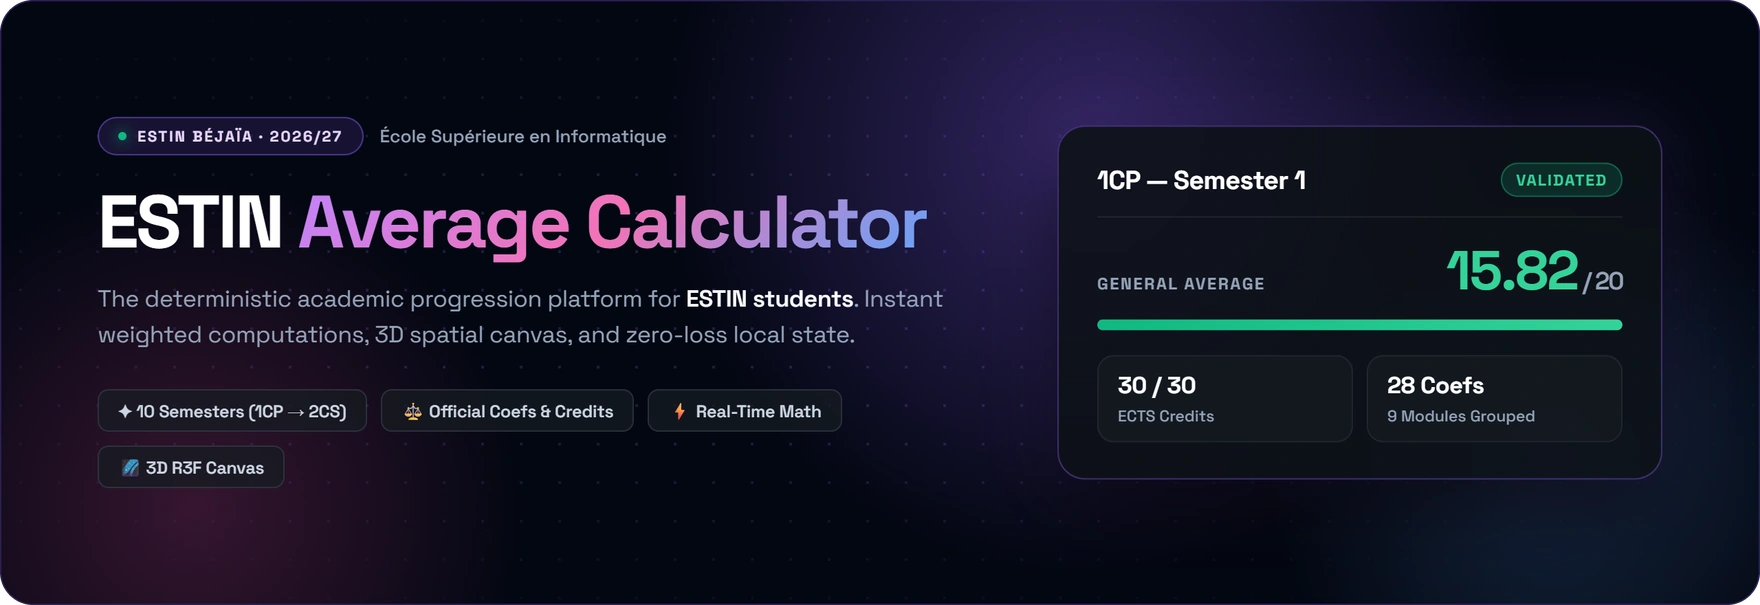 ESTIN BÉJAÏA · 2026/27
École Supérieure en Informatique
ESTIN Average Calculator
The deterministic academic progression platform for ESTIN students. Instant
weighted computations, 3D spatial canvas, and zero-loss local state.
✦ 10 Semesters (1CP → 2CS)
⚖️ Official Coefs & Credits
⚡ Real-Time Math
3D R3F Canvas
1CP — Semester 1
VALIDATED
GENERAL AVERAGE
15.82 / 20
30 / 30
ECTS Credits
28 Coefs
9 Modules Grouped